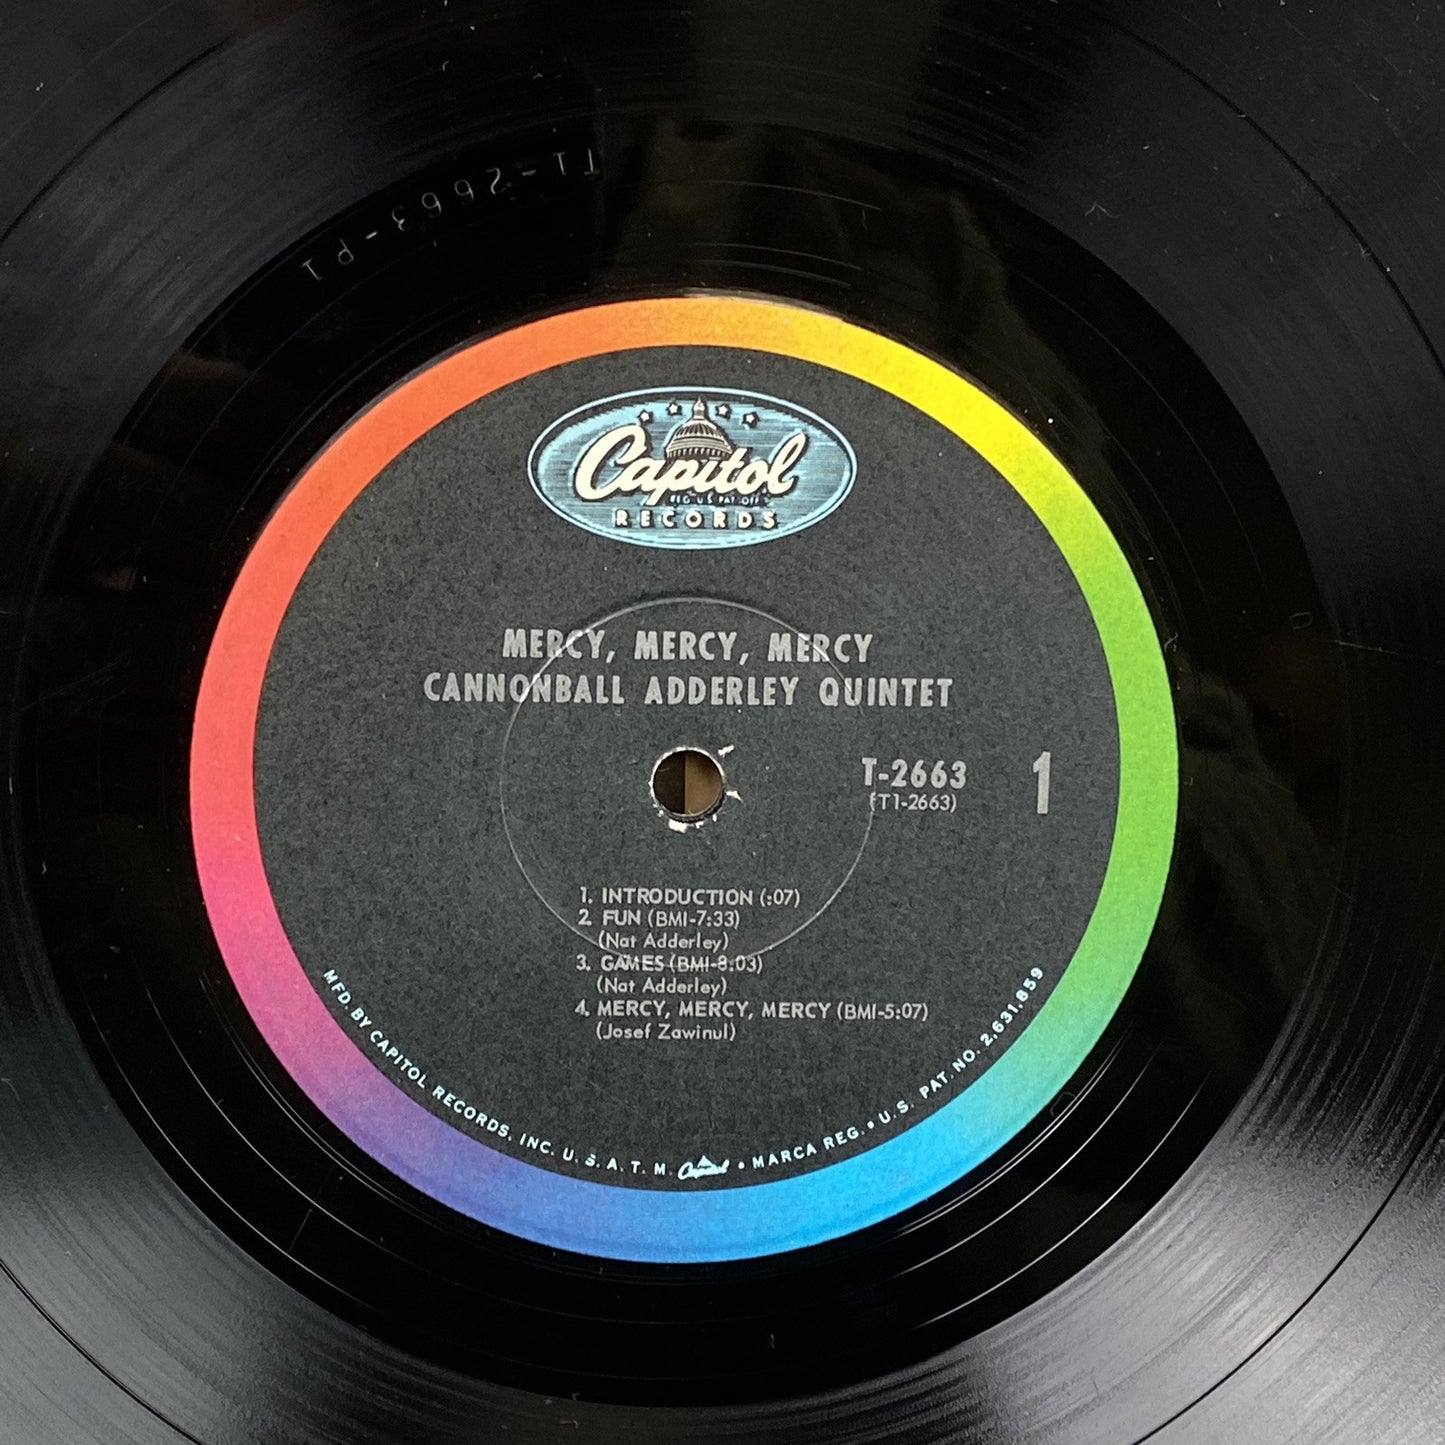 T1-2663-P1
Capitol
REG. U.S. PAT. OFF.
RECORDS
MERCY, MERCY, MERCY
CANNONBALL ADDERLEY QUINTET
T-2663
(T1-2663)
1
1. INTRODUCTION (:07)
2. FUN (BMI-7:33)
(Nat Adderley)
3. GAMES (BMI-8:03)
(Nat Adderley)
4. MERCY, MERCY, MERCY (BMI-5:07)
(Josef Zawinul)
MFD. BY CAPITOL RECORDS, INC. U. S. A. T. M. Capitol • MARCA REG. • U.S. PAT. NO. 2,631,859